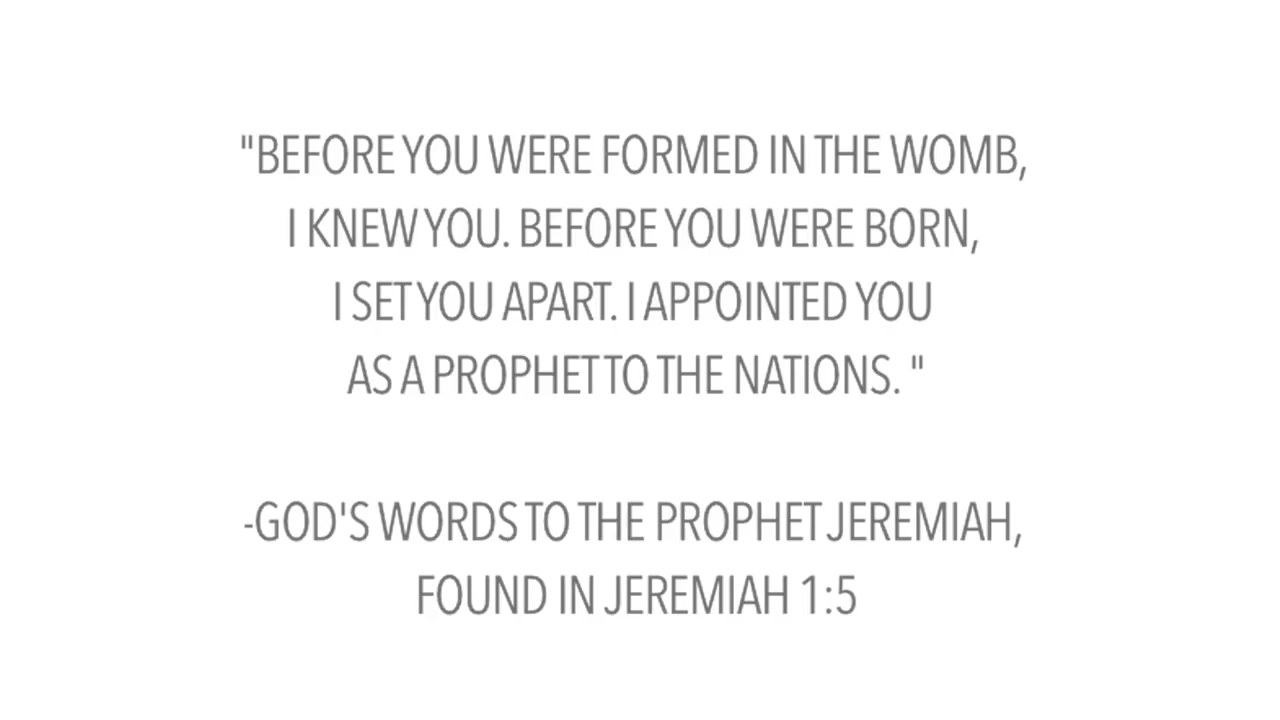 "BEFORE YOU WERE FORMED IN THE WOMB,
I KNEW YOU. BEFORE YOU WERE BORN,
I SET YOU APART. I APPOINTED YOU
AS A PROPHET TO THE NATIONS. "
-GOD'S WORDS TO THE PROPHET JEREMIAH,
FOUND IN JEREMIAH 1:5